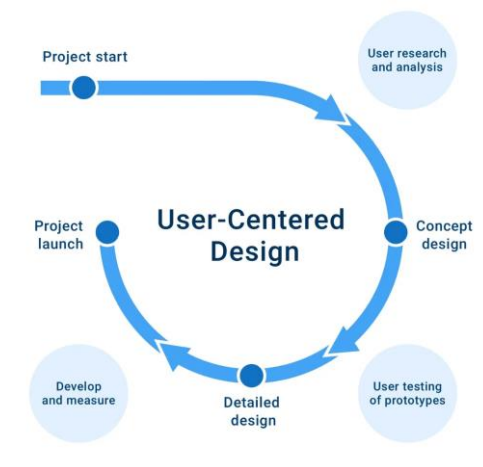 Project start
User research
and analysis
User-Centered
Design
Project
launch
Concept
design
Develop
and measure
Detailed
design
User testing
of prototypes